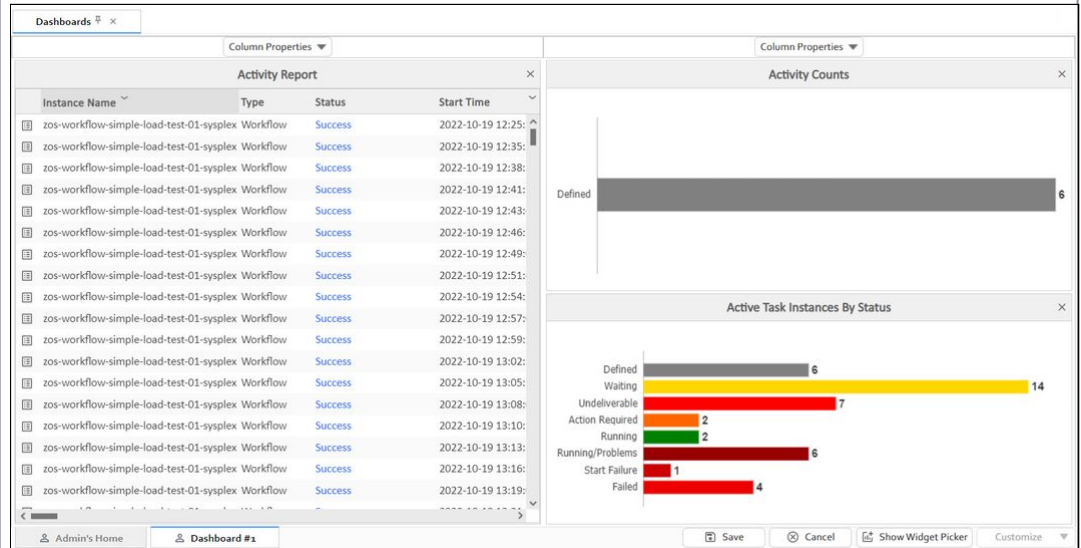 Dashboards
Column Properties
Column Properties
Activity Report
Instance Name Type Status Start Time
zos-workflow-simple-load-test-01-sysplex Workflow Success 2022-10-19 12:25:
zos-workflow-simple-load-test-01-sysplex Workflow Success 2022-10-19 12:35:
zos-workflow-simple-load-test-01-sysplex Workflow Success 2022-10-19 12:38:
zos-workflow-simple-load-test-01-sysplex Workflow Success 2022-10-19 12:41:
zos-workflow-simple-load-test-01-sysplex Workflow Success 2022-10-19 12:43:
zos-workflow-simple-load-test-01-sysplex Workflow Success 2022-10-19 12:46:
zos-workflow-simple-load-test-01-sysplex Workflow Success 2022-10-19 12:49:
zos-workflow-simple-load-test-01-sysplex Workflow Success 2022-10-19 12:51:
zos-workflow-simple-load-test-01-sysplex Workflow Success 2022-10-19 12:54:
zos-workflow-simple-load-test-01-sysplex Workflow Success 2022-10-19 12:57:
zos-workflow-simple-load-test-01-sysplex Workflow Success 2022-10-19 12:59:
zos-workflow-simple-load-test-01-sysplex Workflow Success 2022-10-19 13:02:
zos-workflow-simple-load-test-01-sysplex Workflow Success 2022-10-19 13:05:
zos-workflow-simple-load-test-01-sysplex Workflow Success 2022-10-19 13:08:
zos-workflow-simple-load-test-01-sysplex Workflow Success 2022-10-19 13:10:
zos-workflow-simple-load-test-01-sysplex Workflow Success 2022-10-19 13:13:
zos-workflow-simple-load-test-01-sysplex Workflow Success 2022-10-19 13:16:
zos-workflow-simple-load-test-01-sysplex Workflow Success 2022-10-19 13:19:
Activity Counts
Defined 6
Active Task Instances By Status
Defined 6
Waiting 14
Undeliverable 7
Action Required 2
Running 2
Running/Problems 6
Start Failure 1
Failed 4
Admin's Home
Dashboard #1
Save
Cancel
Show Widget Picker
Customize